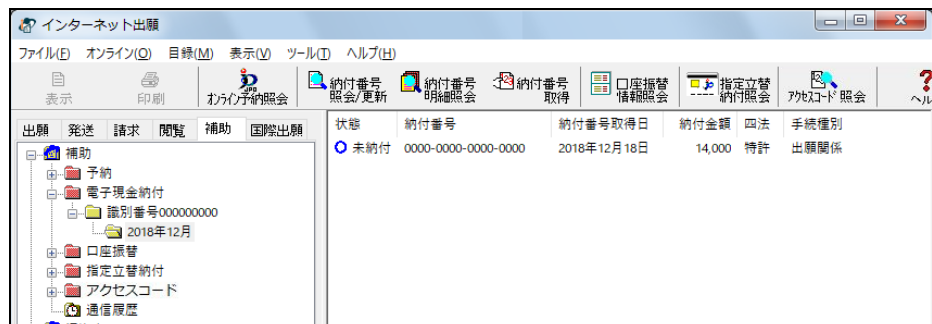 インターネット出願
ファイル(F) オンライン(O) 目録(M) 表示(V) ツール(T) ヘルプ(H)
表示 印刷 オンライン予納照会 納付番号照会/更新 納付番号明細照会 納付番号取得 口座振替情報照会 指定立替納付照会 アクセスコード照会 ヘル
出願 発送 請求 閲覧 補助 国際出願
状態 納付番号 納付番号取得日 納付金額 四法 手続種別
未納付 0000-0000-0000-0000 2018年12月18日 14,000 特許 出願関係
補助
予納
電子現金納付
識別番号000000000
2018年12月
口座振替
指定立替納付
アクセスコード
通信履歴